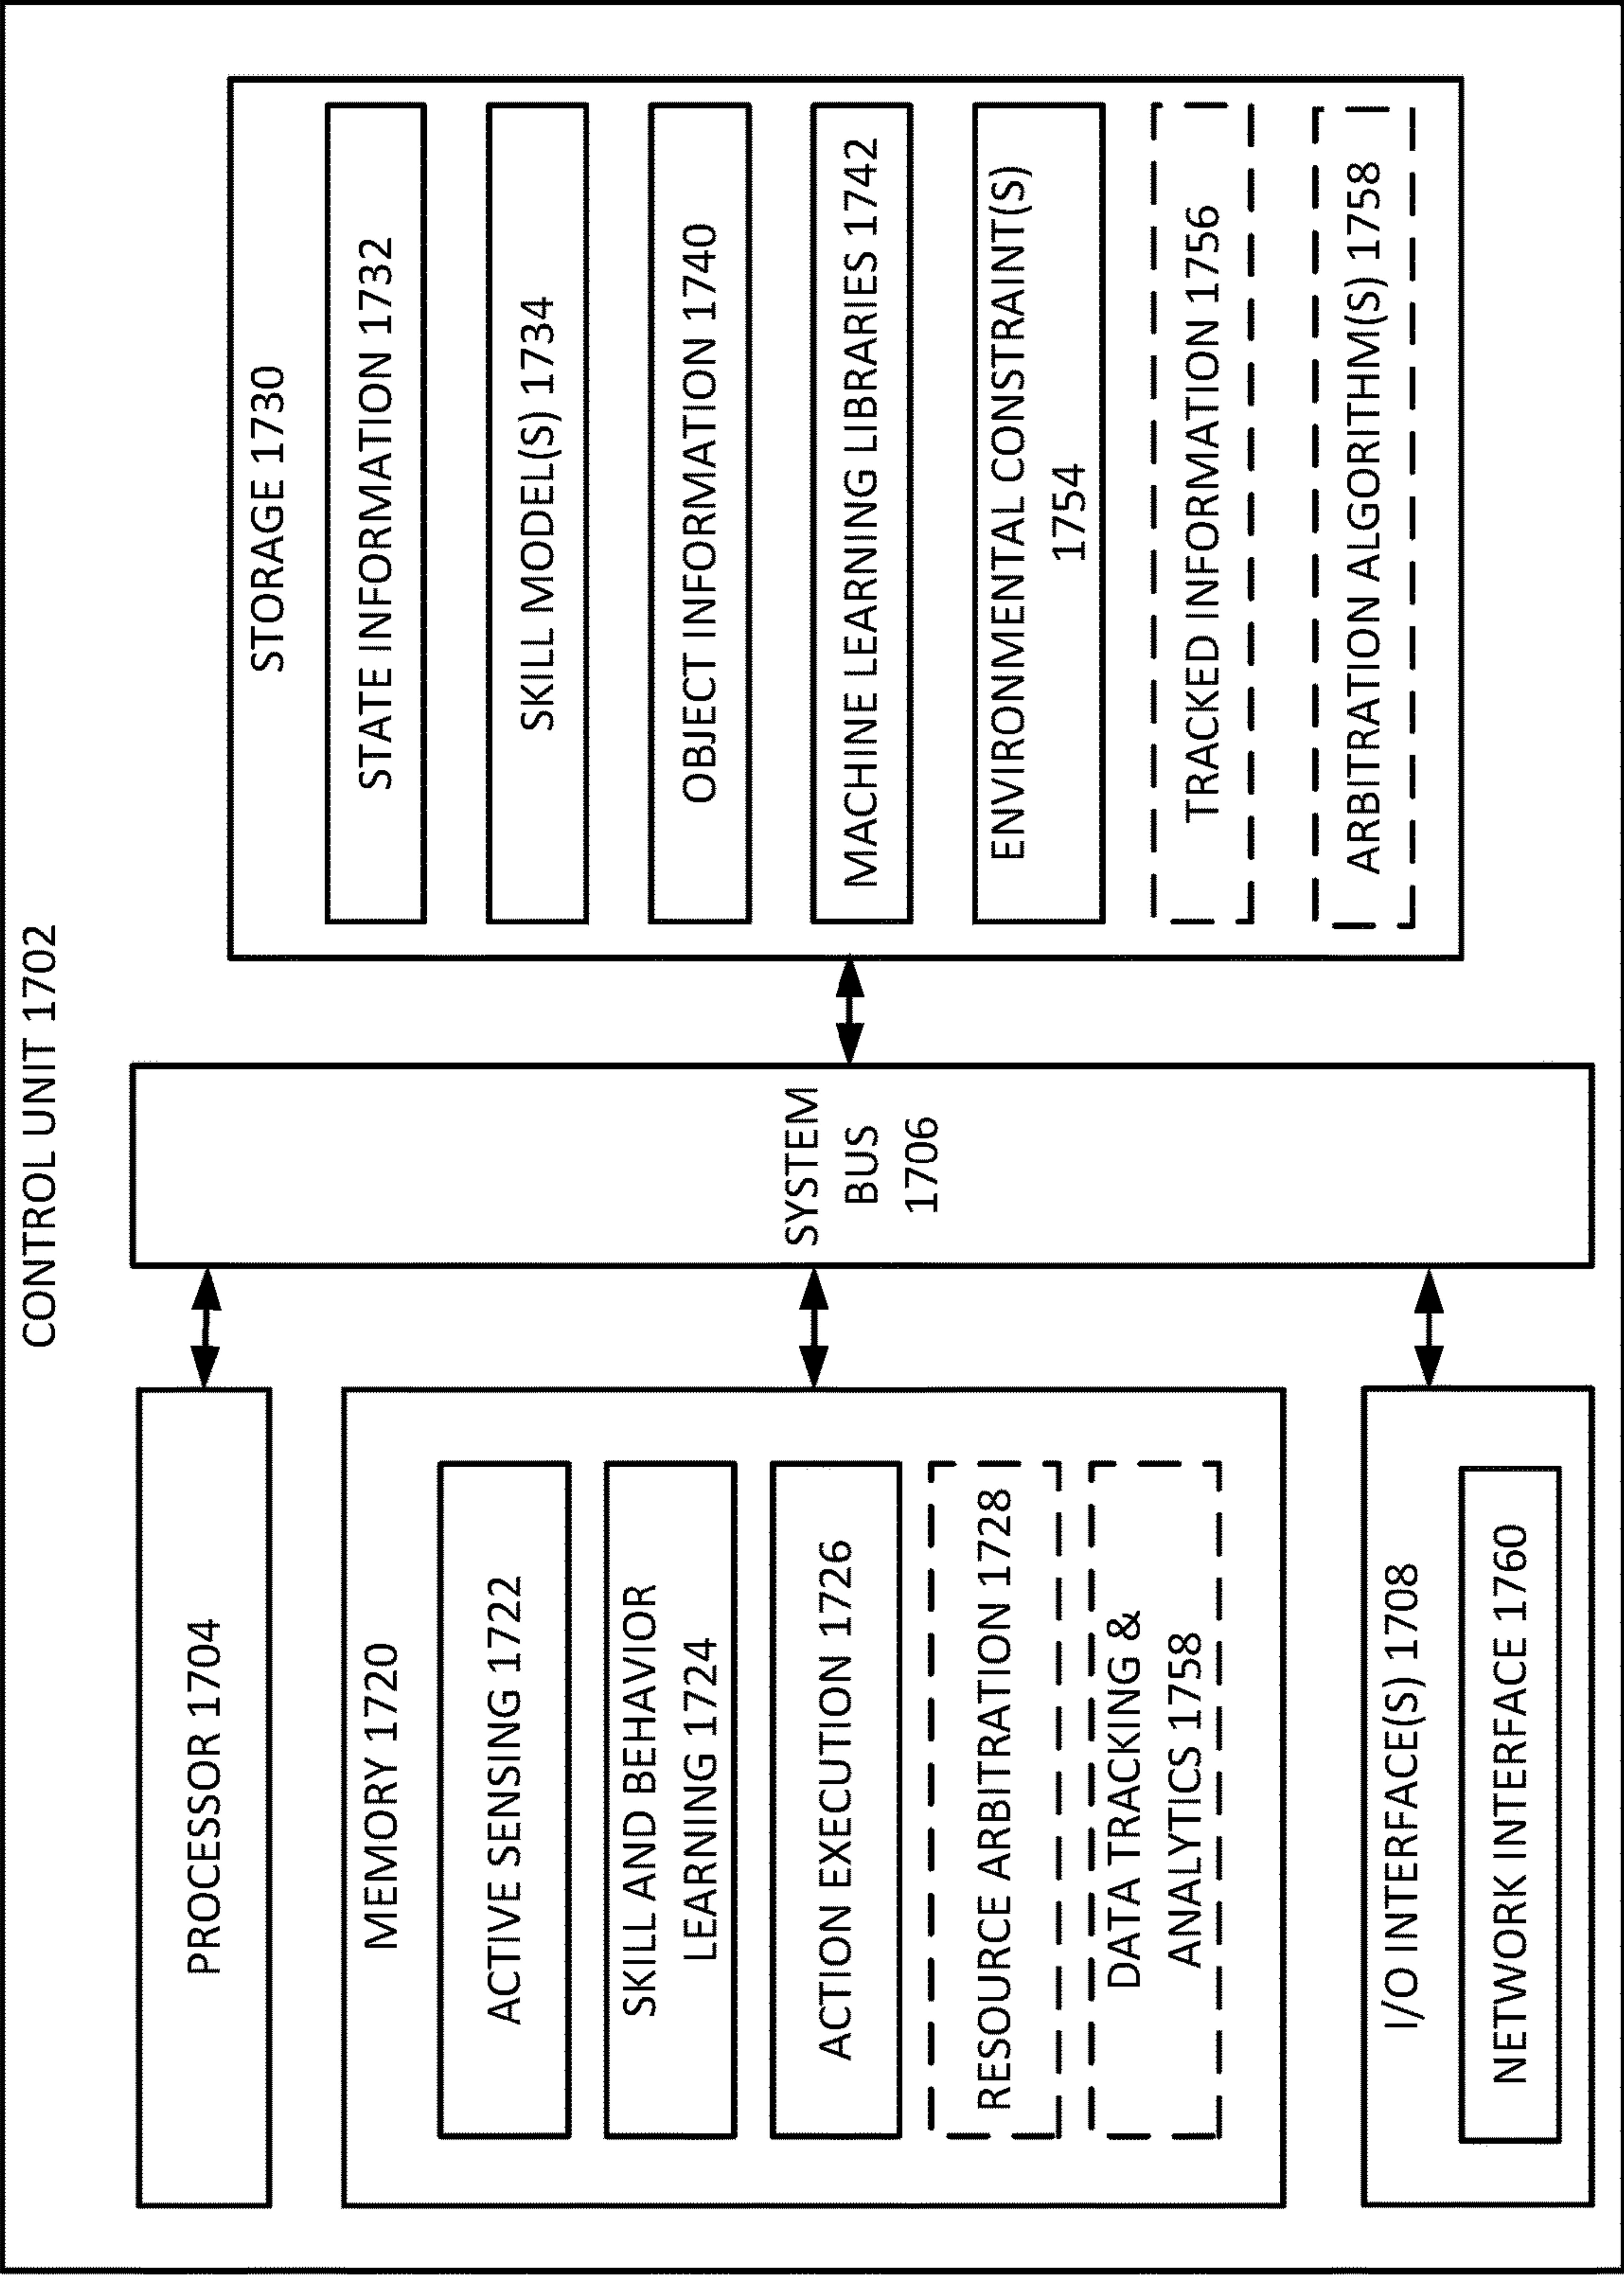 CONTROL UNIT 1702
PROCESSOR 1704
MEMORY 1720
ACTIVE SENSING 1722
SKILL AND BEHAVIOR
LEARNING 1724
ACTION EXECUTION 1726
RESOURCE ARBITRATION 1728
DATA TRACKING &
ANALYTICS 1758
I/O INTERFACE(S) 1708
NETWORK INTERFACE 1760
SYSTEM
BUS
1706
STORAGE 1730
STATE INFORMATION 1732
SKILL MODEL(S) 1734
OBJECT INFORMATION 1740
MACHINE LEARNING LIBRARIES 1742
ENVIRONMENTAL CONSTRAINT(S)
1754
TRACKED INFORMATION 1756
ARBITRATION ALGORITHM(S) 1758